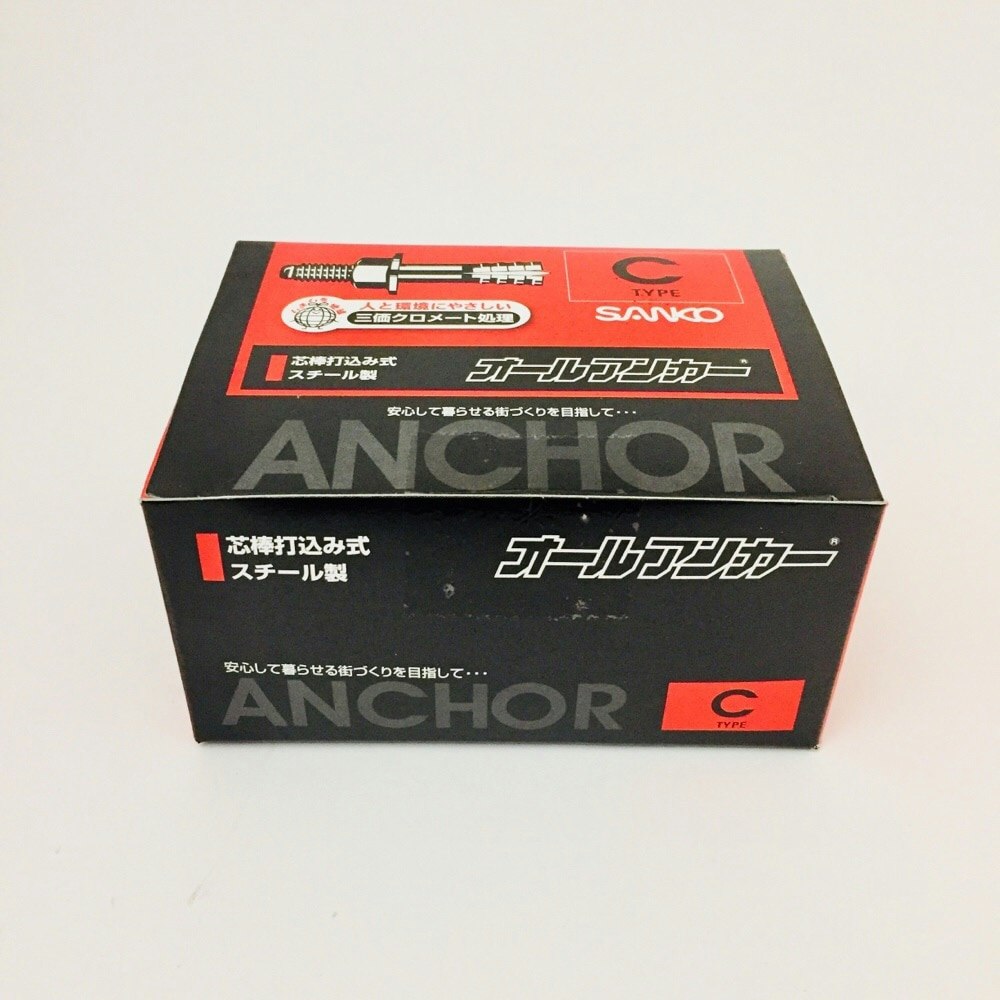 C
TYPE
SANKO
人と環境にやさしい
三価クロメート処理
芯棒打込み式
スチール製
オールアンカー®
安心して暮らせる街づくりを目指して・・・
ANCHOR
芯棒打込み式
スチール製
オールアンカー®
安心して暮らせる街づくりを目指して・・・
ANCHOR
C
TYPE